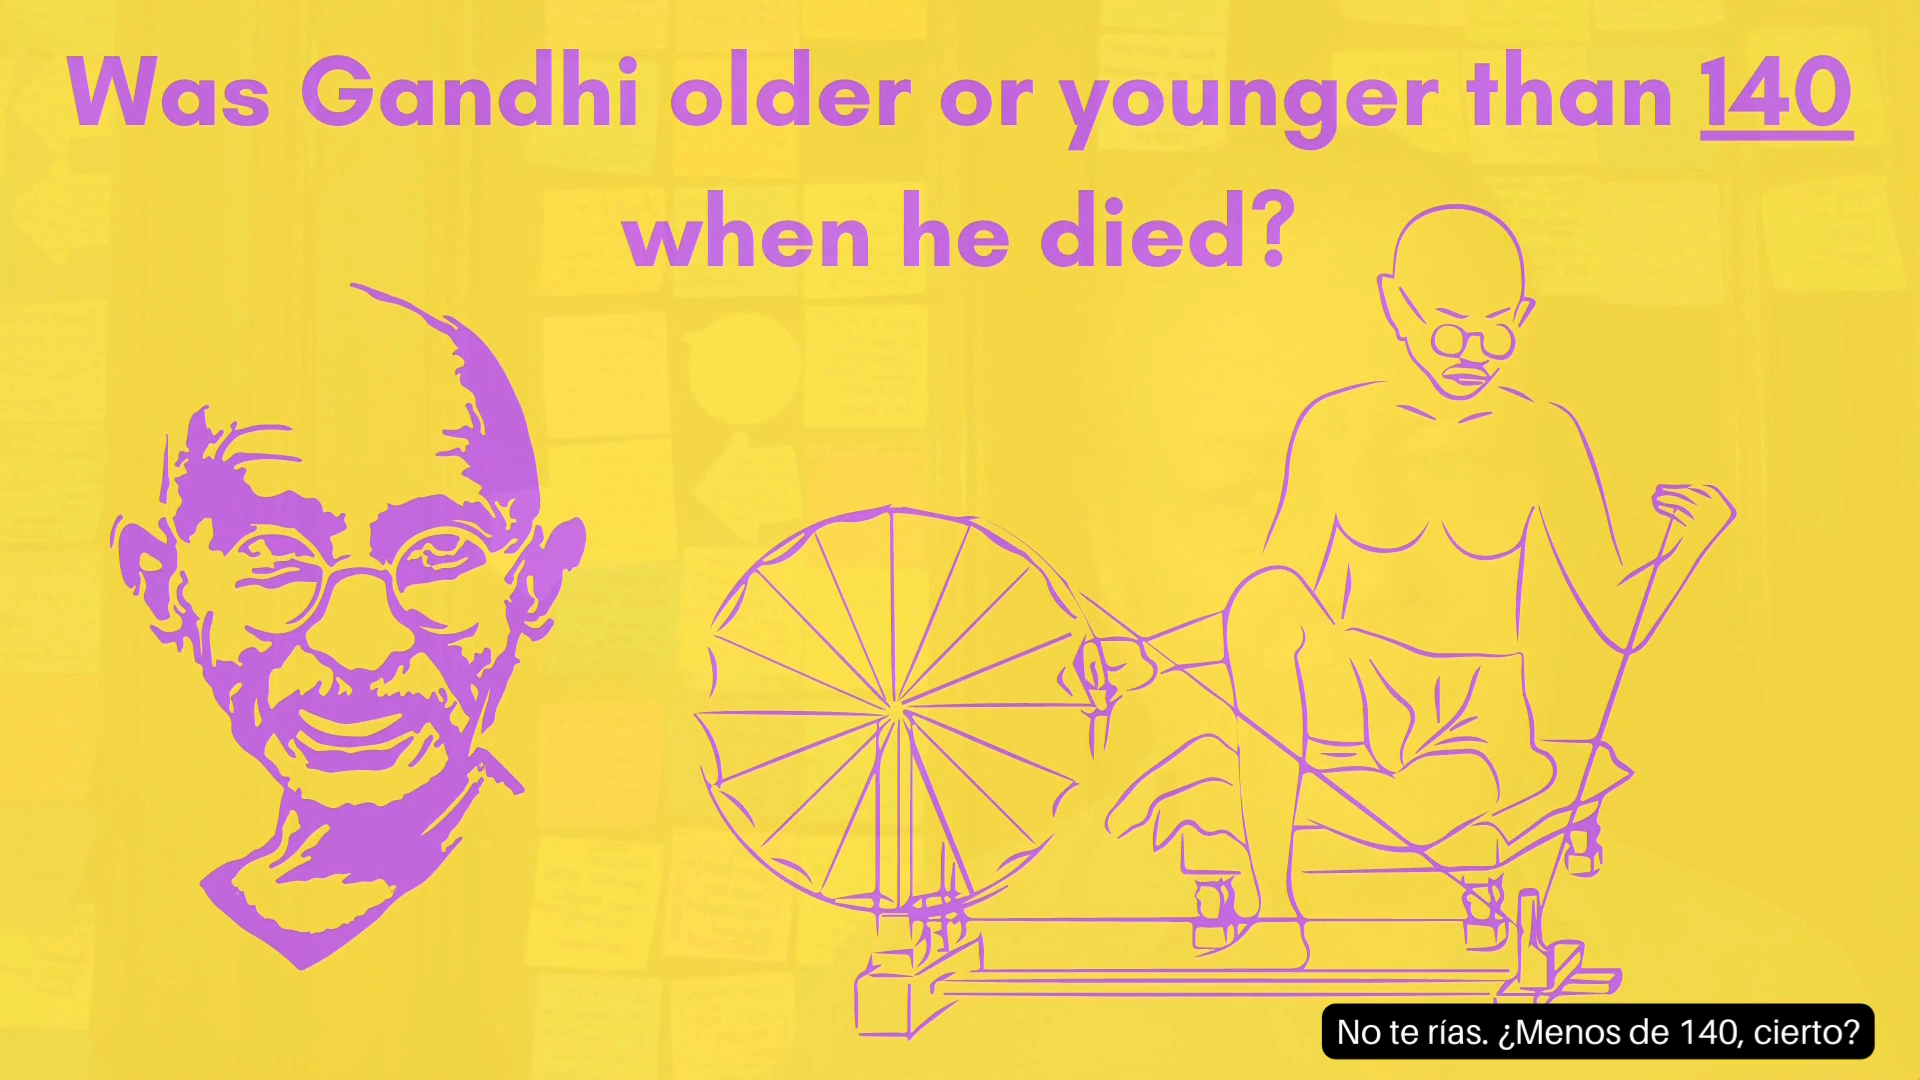 Was Gandhi older or younger than 140
when he died?
No te rías. ¿Menos de 140, cierto?